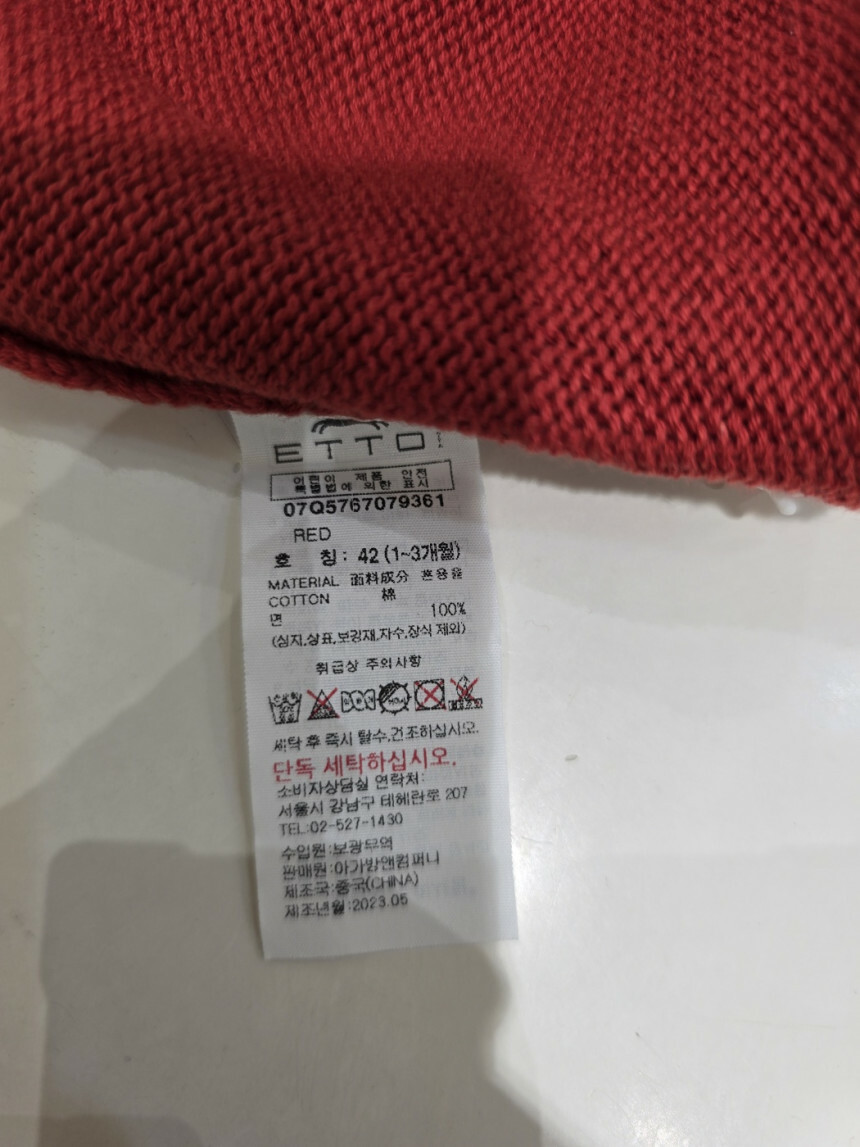 ETTO
어린이 제품 안전
특별법에 의한 표시
07Q5767079361
RED
호 칭: 42 (1~3개월)
MATERIAL 面料成分 혼용율
COTTON 棉
면 100%
(심지,상표,보강재,자수,장식 제외)
취급상 주의사항
세탁 후 즉시 탈수,건조하십시오.
단독 세탁하십시오.
소비자상담실 연락처:
서울시 강남구 테헤란로 207
TEL:02-527-1430
수입원:보광무역
판매원:아가방앤컴퍼니
제조국:중국(CHINA)
제조년월:2023.05